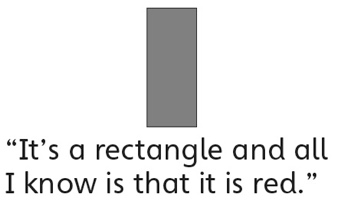 “It’s a rectangle and all
I know is that it is red.”